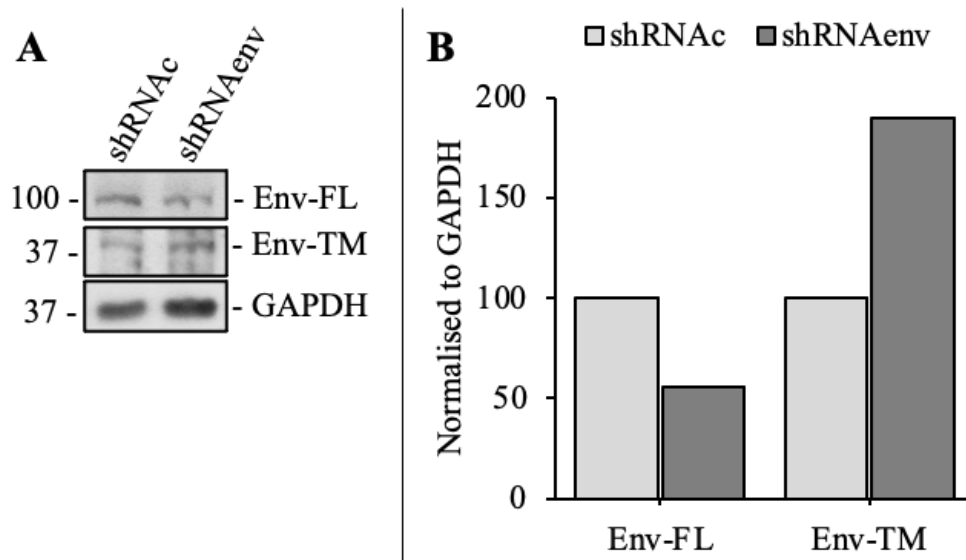 A
shRNAc
shRNAenv
100 - - Env-FL
37 - - Env-TM
37 - - GAPDH
B
shRNAc shRNAenv
Normalised to GAPDH
200
150
100
50
0
Env-FL Env-TM